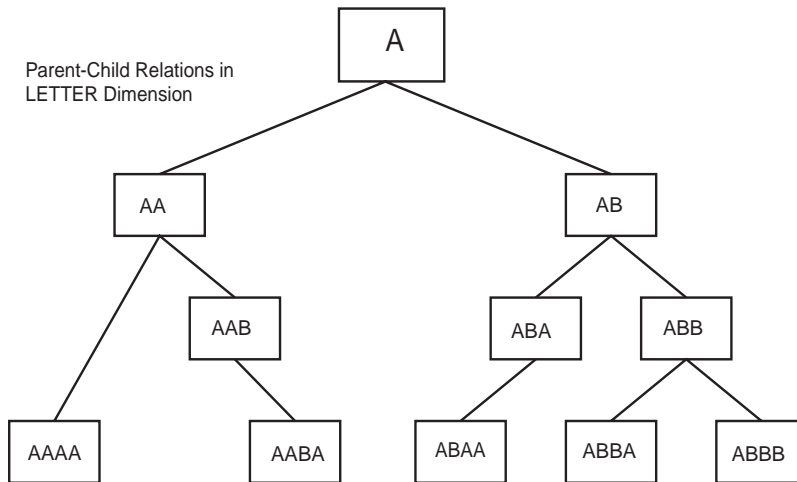 A
Parent-Child Relations in
LETTER Dimension
AA
AB
AAB
ABA
ABB
AAAA
AABA
ABAA
ABBA
ABBB